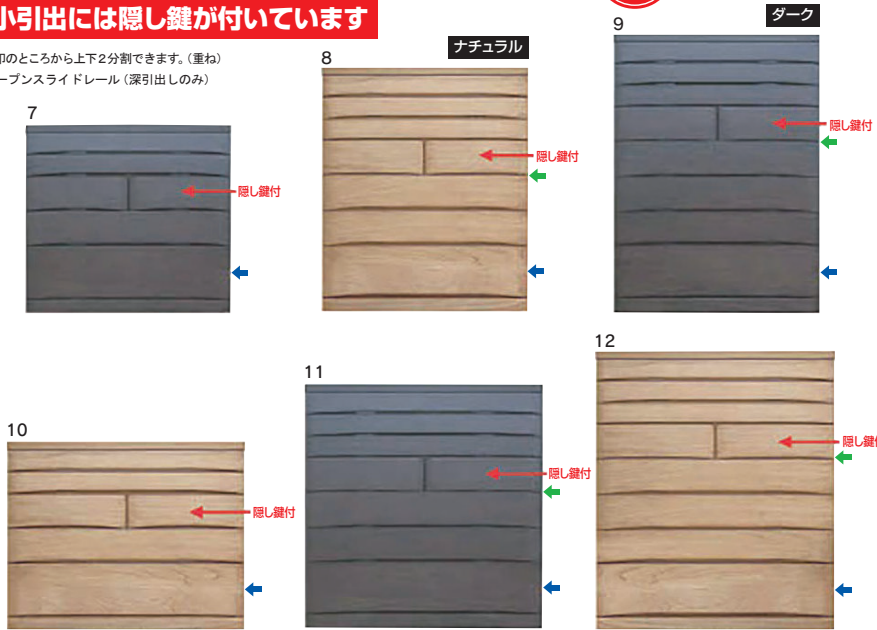 小引出には隠し鍵が付いています
印のところから上下2分割できます。(重ね)
ープンスライドレール(深引出しのみ)
ナチュラル
ダーク
7
隠し鍵付
8
隠し鍵付
9
隠し鍵付
10
隠し鍵付
11
隠し鍵付
12
隠し鍵